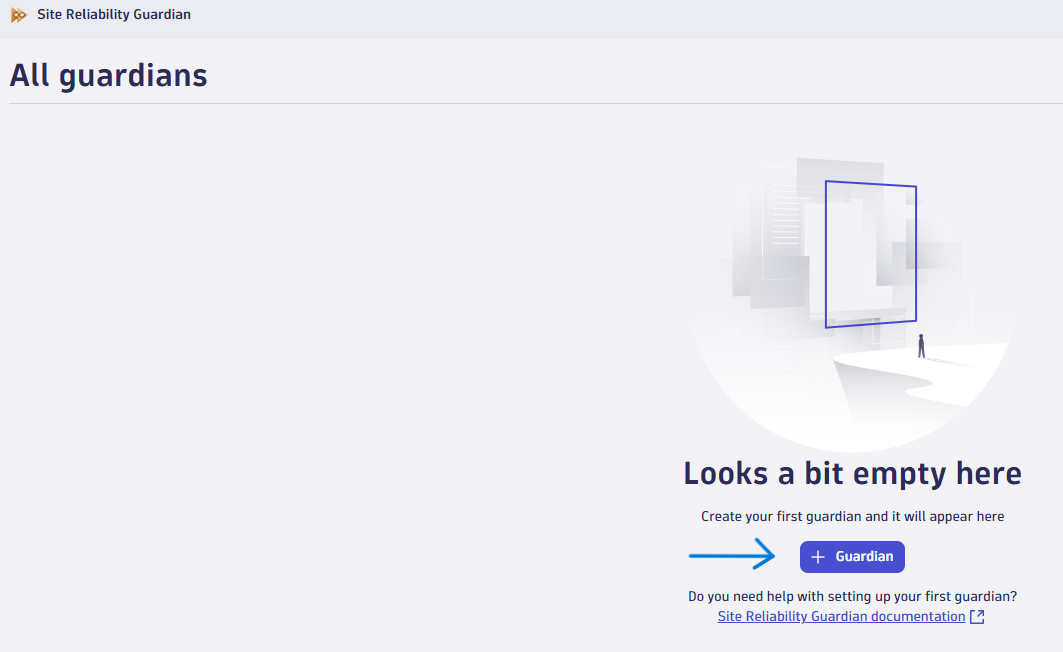 Site Reliability Guardian
All guardians
Looks a bit empty here
Create your first guardian and it will appear here
Guardian
Do you need help with setting up your first guardian?
Site Reliability Guardian documentation